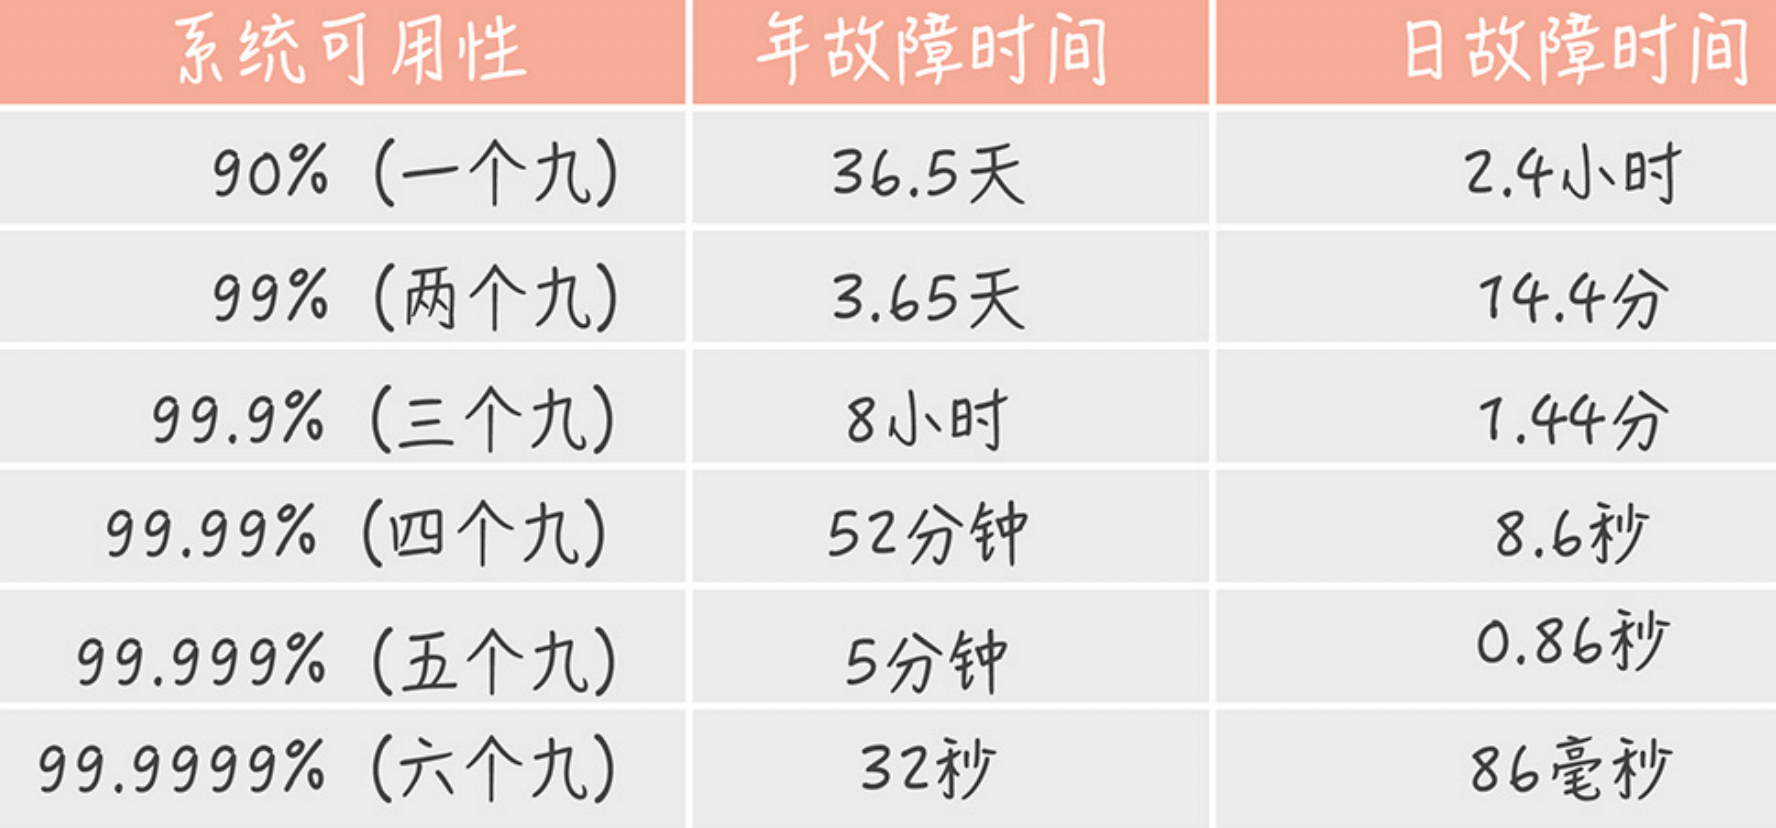 系统可用性 年故障时间 日故障时间
90% (一个九) 36.5天 2.4小时
99% (两个九) 3.65天 14.4分
99.9% (三个九) 8小时 1.44分
99.99% (四个九) 52分钟 8.6秒
99.999% (五个九) 5分钟 0.86秒
99.9999% (六个九) 32秒 86毫秒